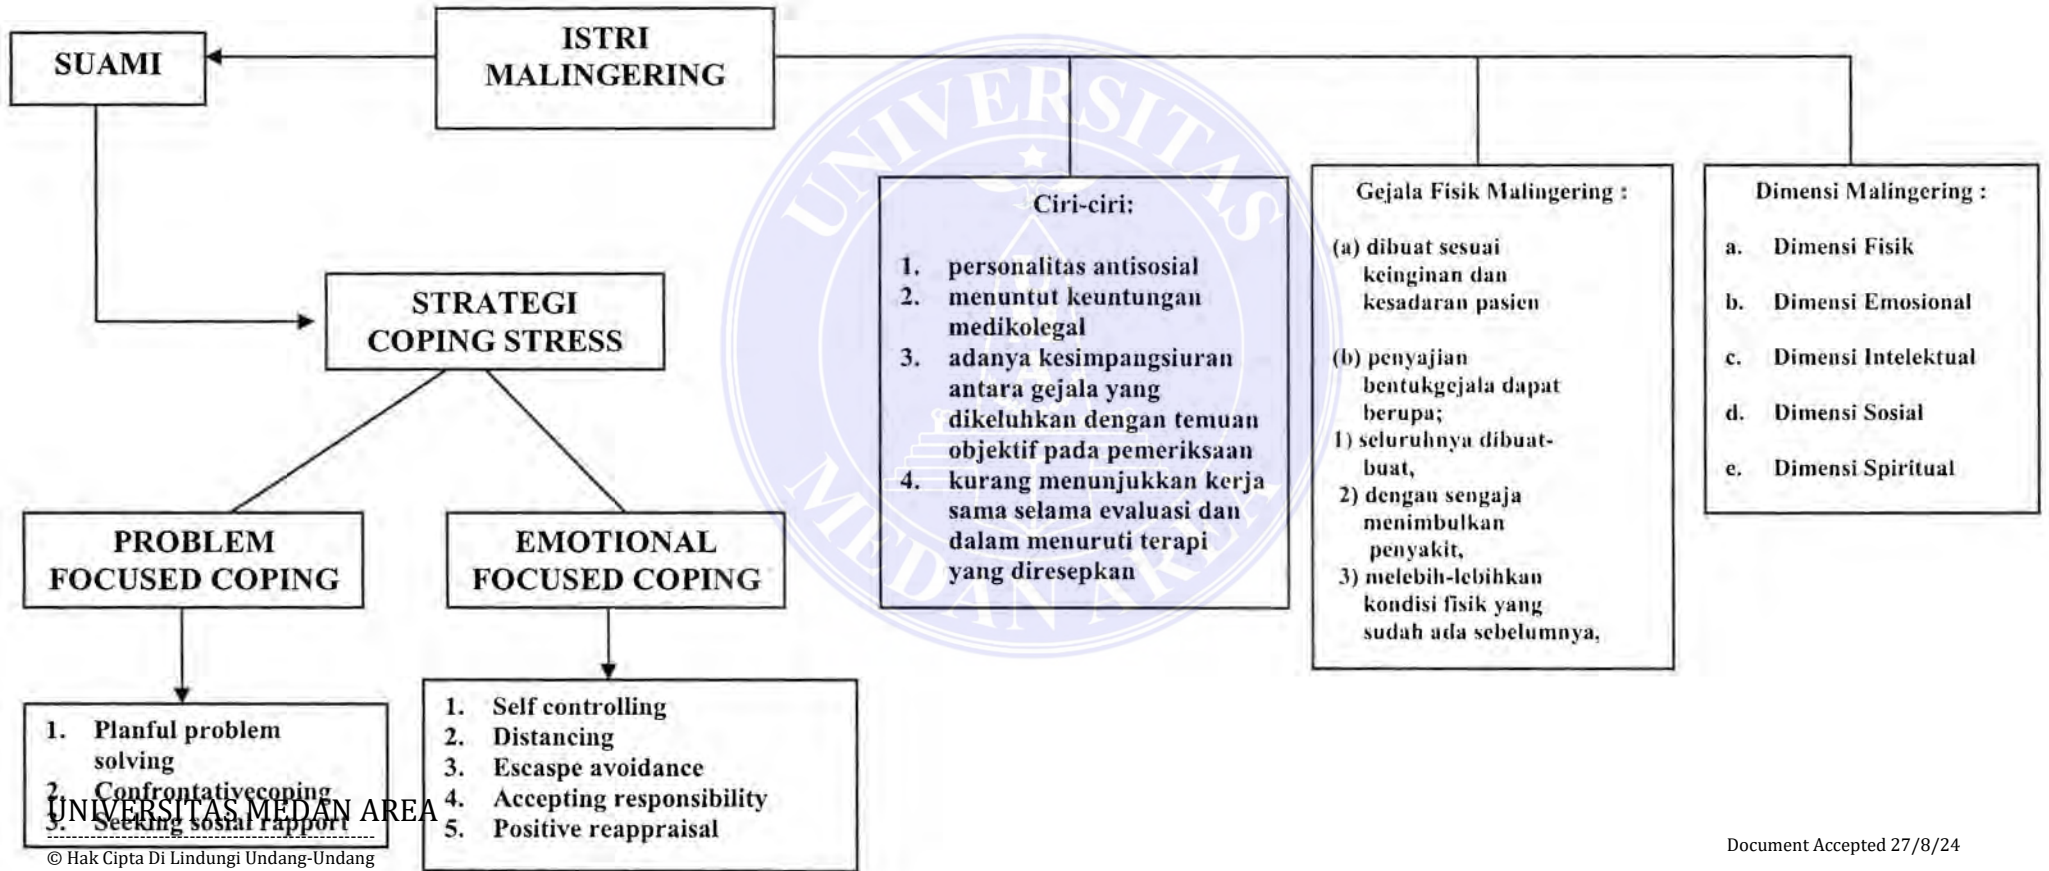 SUAMI
ISTRI
MALINGERING
STRATEGI
COPING STRESS
PROBLEM
FOCUSED COPING
EMOTIONAL
FOCUSED COPING
1. Planful problem
solving
2. Confrontativecoping
3. Seeking sosial rapport
1. Self controlling
2. Distancing
3. Escaspe avoidance
4. Accepting responsibility
5. Positive reappraisal
Ciri-ciri:
1. personalitas antisosial
2. menuntut keuntungan
medikolegal
3. adanya kesimpangsiuran
antara gejala yang
dikeluhkan dengan temuan
objektif pada pemeriksaan
4. kurang menunjukkan kerja
sama selama evaluasi dan
dalam menuruti terapi
yang diresepkan
Gejala Fisik Malingering :
(a) dibuat sesuai
keinginan dan
kesadaran pasien
(b) penyajian
bentukgejala dapat
berupa;
1) seluruhnya dibuat-
buat,
2) dengan sengaja
menimbulkan
penyakit,
3) melebih-lebihkan
kondisi fisik yang
sudah ada sebelumnya,
Dimensi Malingering :
a. Dimensi Fisik
b. Dimensi Emosional
c. Dimensi Intelektual
d. Dimensi Sosial
e. Dimensi Spiritual
UNIVERSITAS
MEDAN AREA
UNIVERSITAS MEDAN AREA
© Hak Cipta Di Lindungi Undang-Undang
Document Accepted 27/8/24